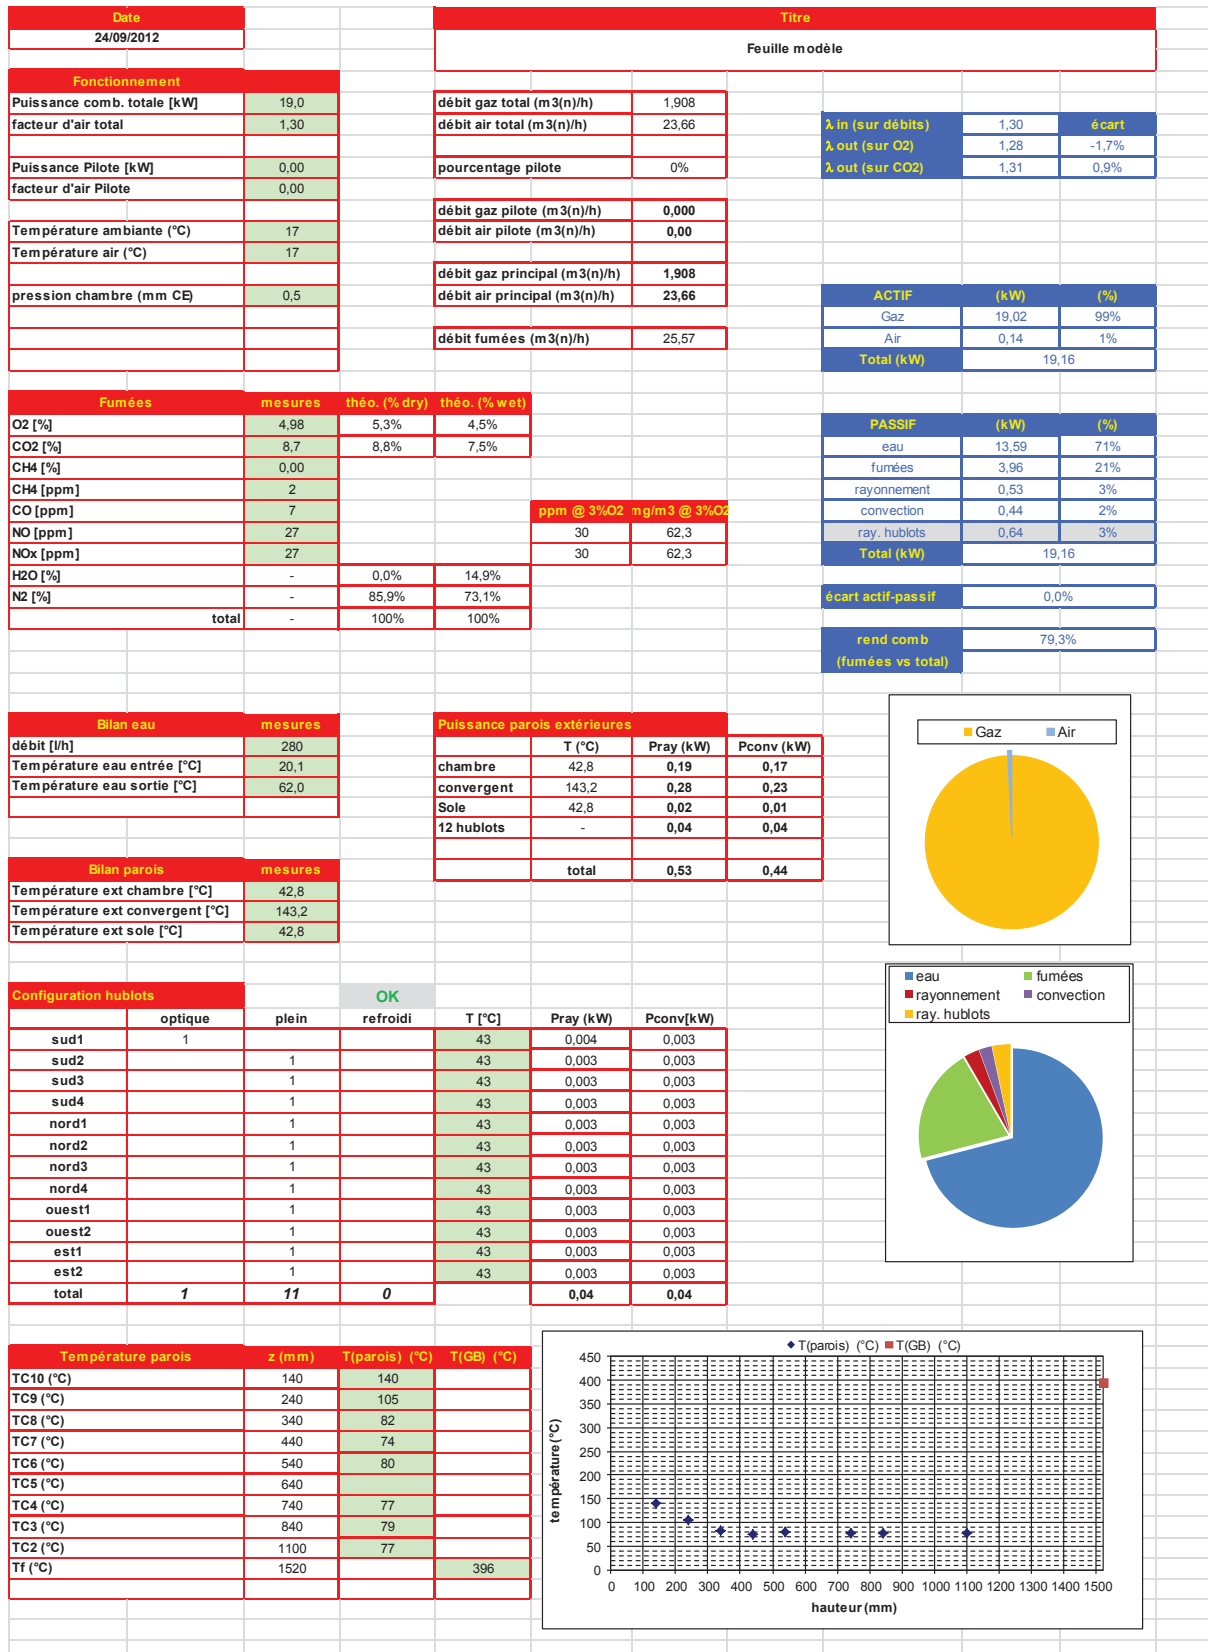 Date
24/09/2012
Titre
Feuille modèle
Fonctionnement
Puissance comb. totale [kW] 19,0
facteur d'air total 1,30
Puissance Pilote [kW] 0,00
facteur d'air Pilote 0,00
Température ambiante (°C) 17
Température air (°C) 17
pression chambre (mm CE) 0,5
débit gaz total (m3(n)/h) 1,908
débit air total (m3(n)/h) 23,66
pourcentage pilote 0%
débit gaz pilote (m3(n)/h) 0,000
débit air pilote (m3(n)/h) 0,00
débit gaz principal (m3(n)/h) 1,908
débit air principal (m3(n)/h) 23,66
débit fumées (m3(n)/h) 25,57
λ in (sur débits) 1,30 écart
λ out (sur O2) 1,28 -1,7%
λ out (sur CO2) 1,31 0,9%
ACTIF (kW) (%)
Gaz 19,02 99%
Air 0,14 1%
Total (kW) 19,16
Fumées mesures théo. (% dry) théo. (% wet)
O2 [%] 4,98 5,3% 4,5%
CO2 [%] 8,7 8,8% 7,5%
CH4 [%] 0,00
CH4 [ppm] 2
CO [ppm] 7 ppm @ 3%O2 mg/m3 @ 3%O2
NO [ppm] 27 30 62,3
NOx [ppm] 27 30 62,3
H2O [%] - 0,0% 14,9%
N2 [%] - 85,9% 73,1%
total - 100% 100%
PASSIF (kW) (%)
eau 13,59 71%
fumées 3,96 21%
rayonnement 0,53 3%
convection 0,44 2%
ray. hublots 0,64 3%
Total (kW) 19,16
écart actif-passif 0,0%
rend comb 79,3%
(fumées vs total)
Bilan eau mesures
débit [l/h] 280
Température eau entrée [°C] 20,1
Température eau sortie [°C] 62,0
Puissance parois extérieures
T (°C) Pray (kW) Pconv (kW)
chambre 42,8 0,19 0,17
convergent 143,2 0,28 0,23
Sole 42,8 0,02 0,01
12 hublots - 0,04 0,04
total 0,53 0,44
Gaz Air
Bilan parois mesures
Température ext chambre [°C] 42,8
Température ext convergent [°C] 143,2
Température ext sole [°C] 42,8
eau fumées
rayonnement convection
ray. hublots
Configuration hublots OK
optique plein refroidi T [°C] Pray (kW) Pconv[kW)
sud1 1 43 0,004 0,003
sud2 1 43 0,003 0,003
sud3 1 43 0,003 0,003
sud4 1 43 0,003 0,003
nord1 1 43 0,003 0,003
nord2 1 43 0,003 0,003
nord3 1 43 0,003 0,003
nord4 1 43 0,003 0,003
ouest1 1 43 0,003 0,003
ouest2 1 43 0,003 0,003
est1 1 43 0,003 0,003
est2 1 43 0,003 0,003
total 1 11 0 0,04 0,04
Température parois z (mm) T(parois) (°C) T(GB) (°C)
TC10 (°C) 140 140
TC9 (°C) 240 105
TC8 (°C) 340 82
TC7 (°C) 440 74
TC6 (°C) 540 80
TC5 (°C) 640
TC4 (°C) 740 77
TC3 (°C) 840 79
TC2 (°C) 1100 77
Tf (°C) 1520 396
T(parois) (°C) T(GB) (°C)
température (°C)
450
400
350
300
250
200
150
100
50
0
0 100 200 300 400 500 600 700 800 900 1000 1100 1200 1300 1400 1500
hauteur (mm)